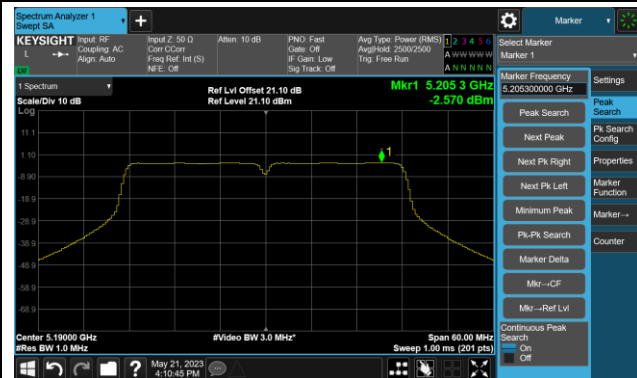 Spectrum Analyzer 1
Swept SA
Marker
KEYSIGHT
L
LXI
Input: RF
Coupling: AC
Align: Auto
Input Z: 50 Ω
Corr CCorr
Freq Ref: Int (S)
NFE: Off
Atten: 10 dB
PNO: Fast
Gate: Off
IF Gain: Low
Sig Track: Off
Avg Type: Power (RMS)
Avg|Hold: 2500/2500
Trig: Free Run
1 2 3 4 5 6
A W W W W W
A N N N N N
Select Marker
Marker 1
1 Spectrum
Scale/Div 10 dB
Log
Ref Lvl Offset 21.10 dB
Ref Level 21.10 dBm
Mkr1 5.205 3 GHz
-2.570 dBm
1
11.1
1.10
-8.90
-18.9
-28.9
-38.9
-48.9
-58.9
-68.9
Center 5.19000 GHz
#Res BW 1.0 MHz
#Video BW 3.0 MHz*
Span 60.00 MHz
Sweep 1.00 ms (201 pts)
Marker Frequency
5.205300000 GHz
Peak Search
Next Peak
Next Pk Right
Next Pk Left
Minimum Peak
Pk-Pk Search
Marker Delta
Mkr→CF
Mkr→Ref Lvl
Continuous Peak
Search
On
Off
Settings
Peak
Search
Pk Search
Config
Properties
Marker
Function
Marker→
Counter
May 21, 2023
4:10:45 PM